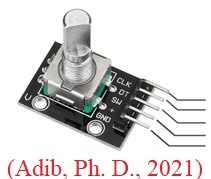 CLK
DT
SW
+
GND
(Adib, Ph. D., 2021)